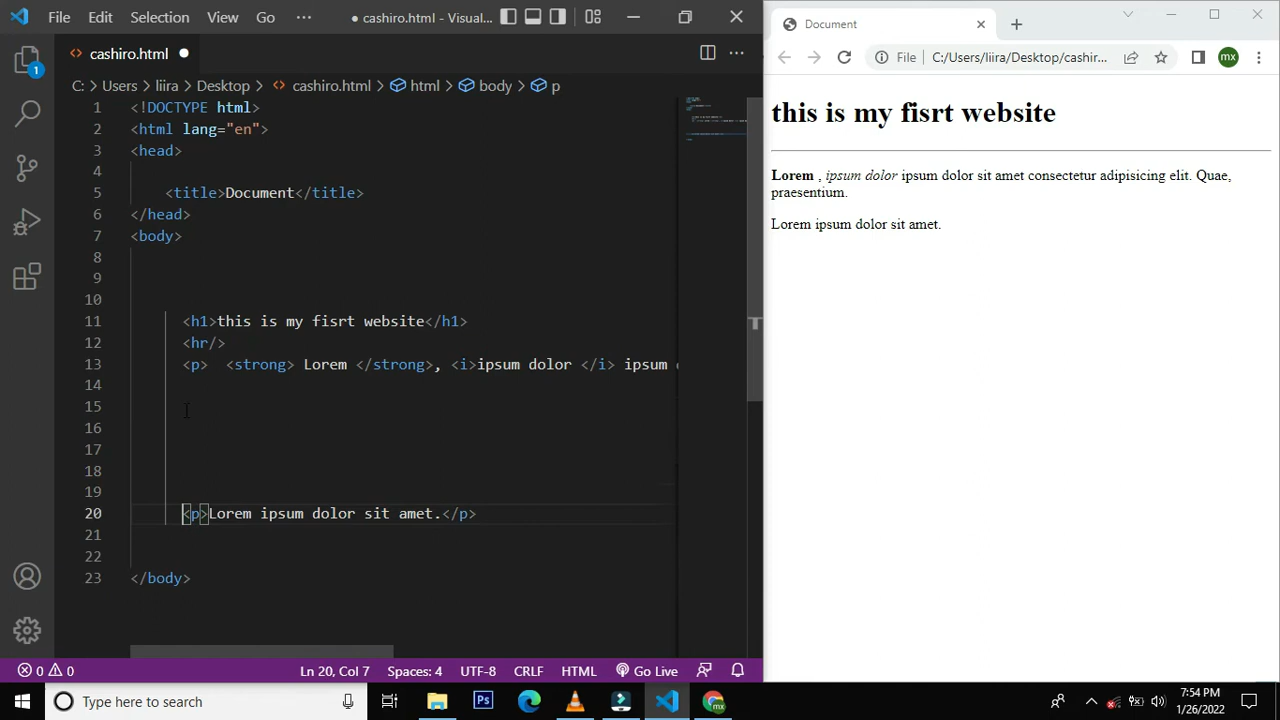 File Edit Selection View Go ··· ● cashiro.html - Visual...
cashiro.html ●
C: > Users > liira > Desktop > cashiro.html > html > body > p
1 <!DOCTYPE html>
2 <html lang="en">
3 <head>
4
5 <title>Document</title>
6 </head>
7 <body>
8
9
10
11 <h1>this is my fisrt website</h1>
12 <hr/>
13 <p> <strong> Lorem </strong>, <i>ipsum dolor </i> ipsum
14
15
16
17
18
19
20 <p>Lorem ipsum dolor sit amet.</p>
21
22
23 </body>
1
0 0 Ln 20, Col 7 Spaces: 4 UTF-8 CRLF HTML Go Live
Document
File C:/Users/liira/Desktop/cashir... mx
this is my fisrt website
Lorem , ipsum dolor ipsum dolor sit amet consectetur adipisicing elit. Quae,
praesentium.
Lorem ipsum dolor sit amet.
Type here to search
Ps
mx
7:54 PM
1/26/2022